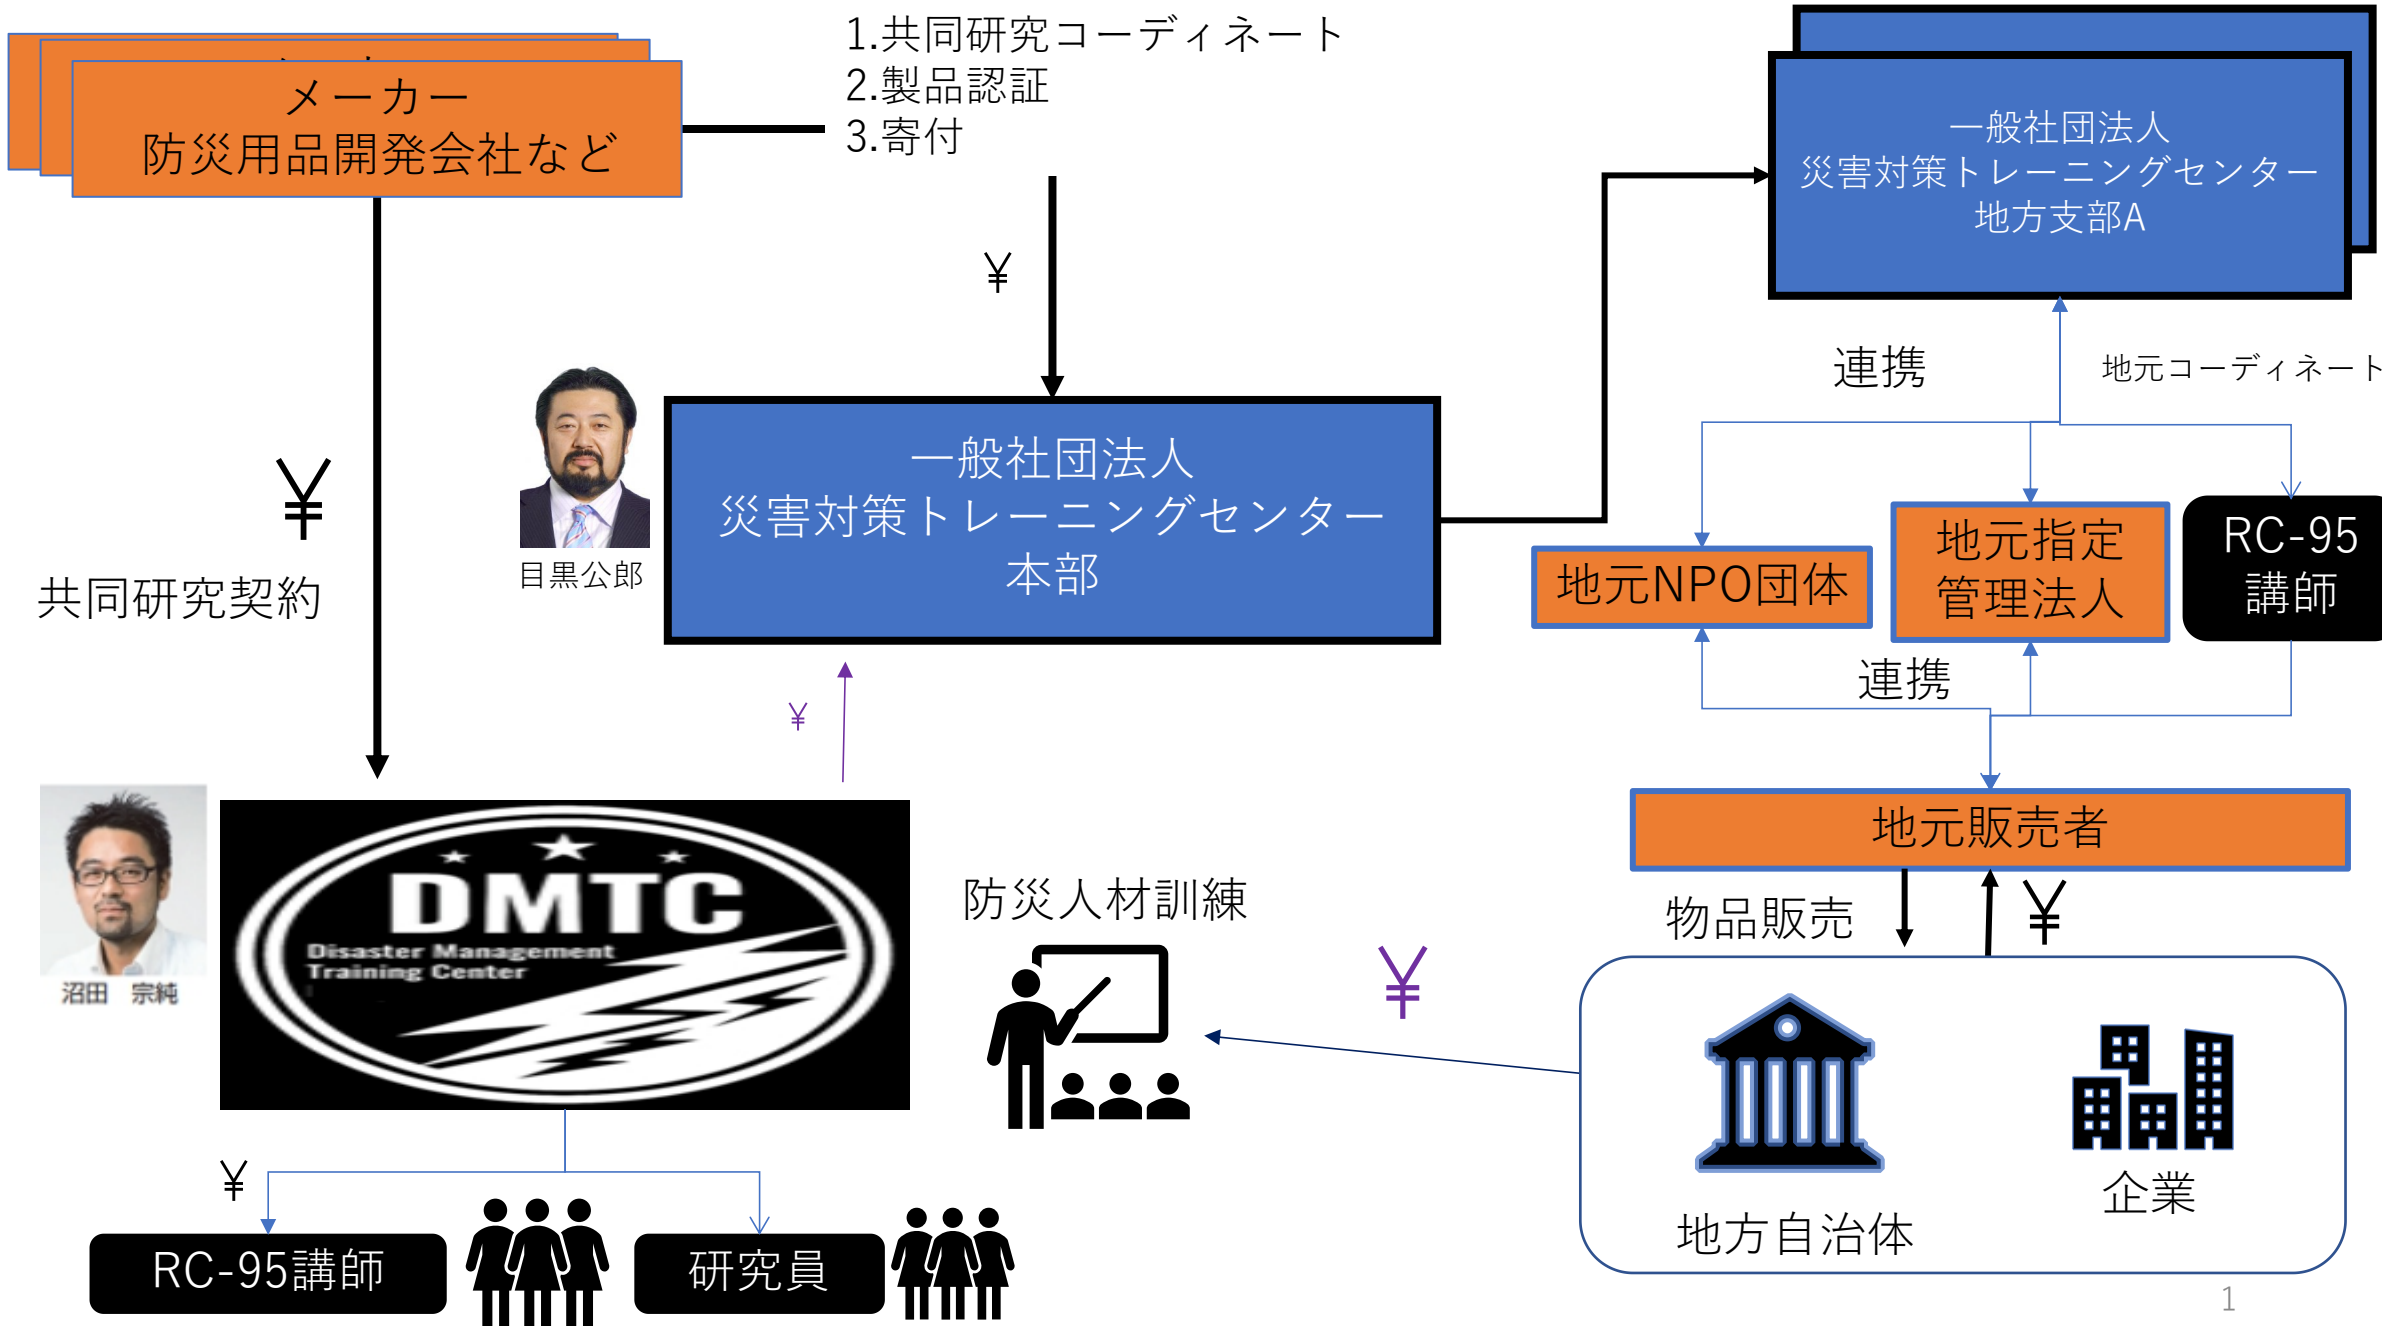 メーカー
防災用品開発会社など
1.共同研究コーディネート
2.製品認証
3.寄付
一般社団法人
災害対策トレーニングセンター
地方支部A
¥
連携
地元コーディネート
一般社団法人
災害対策トレーニングセンター
本部
目黒公郎
¥
共同研究契約
地元NPO団体
地元指定
管理法人
RC-95
講師
連携
¥
地元販売者
沼田 宗純
DMTC
Disaster Management
Training Center
防災人材訓練
¥
物品販売
¥
地方自治体
企業
¥
RC-95講師
研究員
1